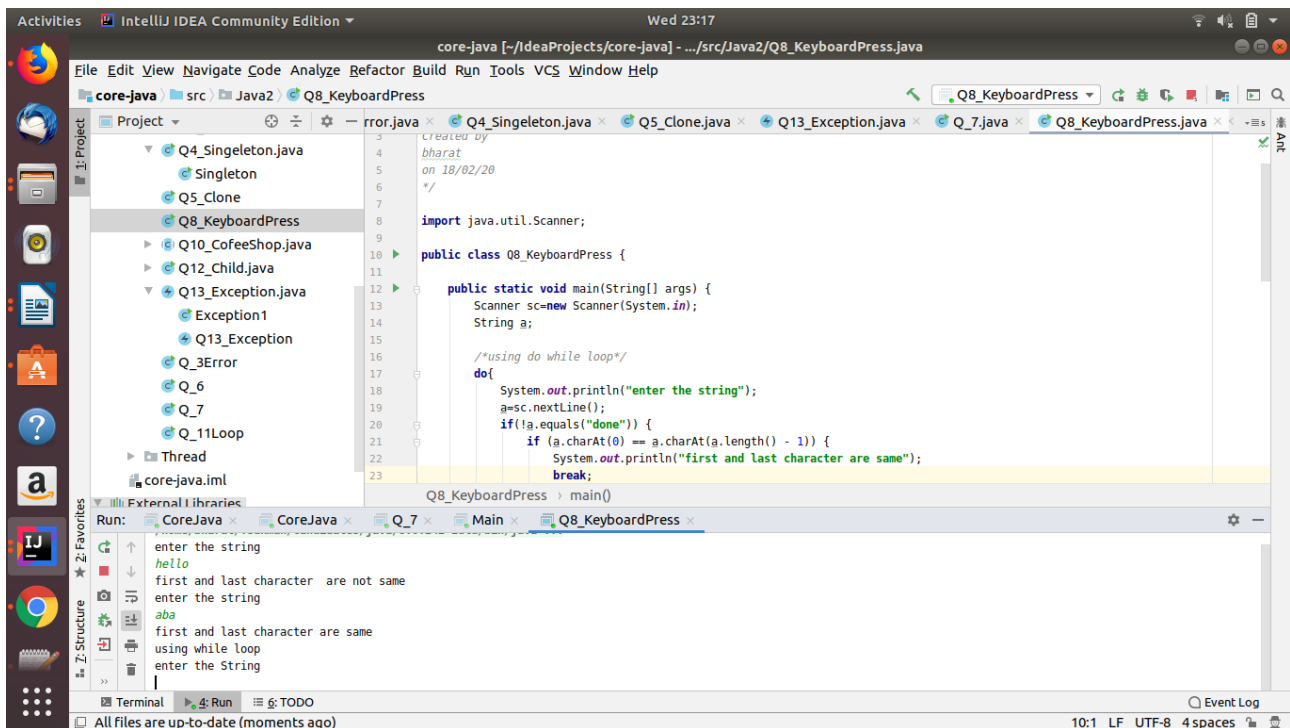 Activities IntelliJ IDEA Community Edition Wed 23:17
core-java [~/IdeaProjects/core-java] - .../src/Java2/Q8_KeyboardPress.java
File Edit View Navigate Code Analyze Refactor Build Run Tools VCS Window Help
core-java src Java2 Q8_KeyboardPress Q8_KeyboardPress
Project rror.java Q4_Singeleton.java Q5_Clone.java Q13_Exception.java Q_7.java Q8_KeyboardPress.java
1: Project
Ant
Q4_Singeleton.java
Singleton
Q5_Clone
Q8_KeyboardPress
Q10_CofeeShop.java
Q12_Child.java
Q13_Exception.java
Exception1
Q13_Exception
Q_3Error
Q_6
Q_7
Q_11Loop
Thread
core-java.iml
External Libraries
3 Created by
4 bharat
5 on 18/02/20
6 */
7
8 import java.util.Scanner;
9
10 public class Q8_KeyboardPress {
11
12 public static void main(String[] args) {
13 Scanner sc=new Scanner(System.in);
14 String a;
15
16 /*using do while loop*/
17 do{
18 System.out.println("enter the string");
19 a=sc.nextLine();
20 if(!a.equals("done")) {
21 if (a.charAt(0) == a.charAt(a.length() - 1)) {
22 System.out.println("first and last character are same");
23 break;
Q8_KeyboardPress main()
2: Favorites
Z: Structure
Run: CoreJava CoreJava Q_7 Main Q8_KeyboardPress
enter the string
hello
first and last character  are not same
enter the string
aba
first and last character are same
using while loop
enter the String
Terminal 4: Run 6: TODO Event Log
All files are up-to-date (moments ago) 10:1 LF UTF-8 4 spaces